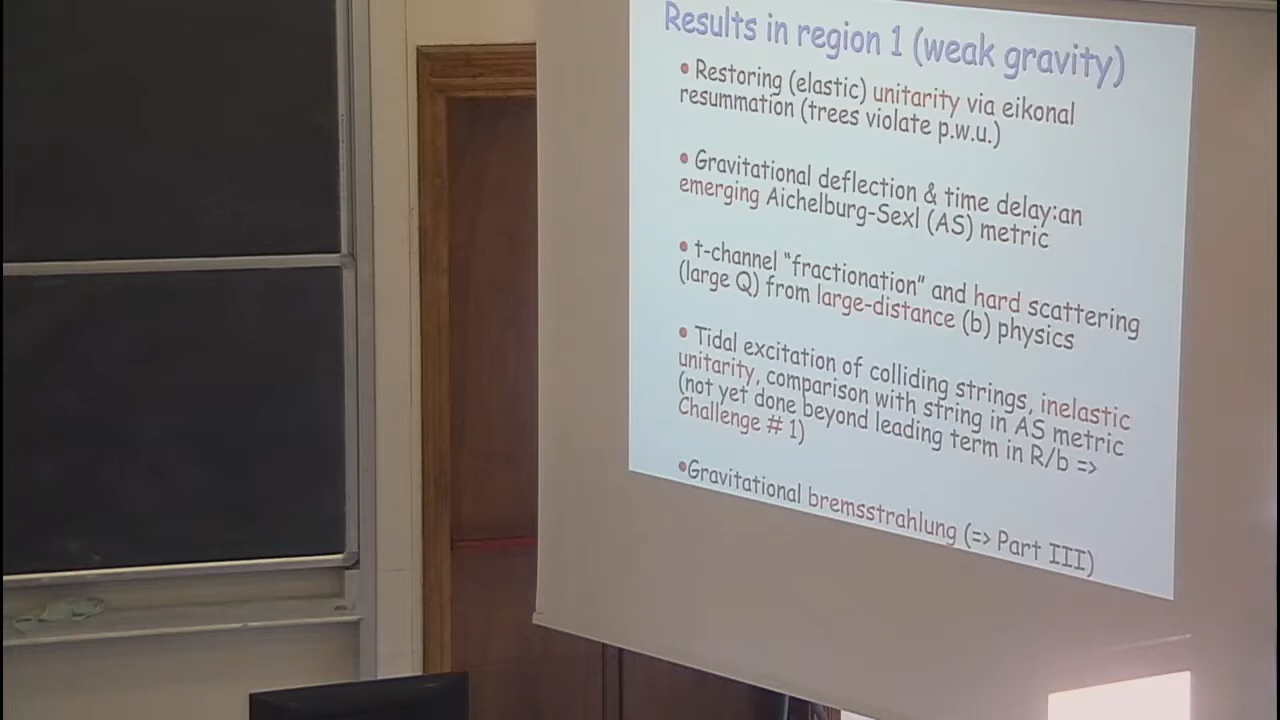 Results in region 1 (weak gravity)
• Restoring (elastic) unitarity via eikonal
resummation (trees violate p.w.u.)
• Gravitational deflection & time delay:an
emerging Aichelburg-Sexl (AS) metric
• t-channel “fractionation” and hard scattering
(large Q) from large-distance (b) physics
• Tidal excitation of colliding strings, inelastic
unitarity, comparison with string in AS metric
(not yet done beyond leading term in R/b =>
Challenge # 1)
•Gravitational bremsstrahlung (=> Part III)